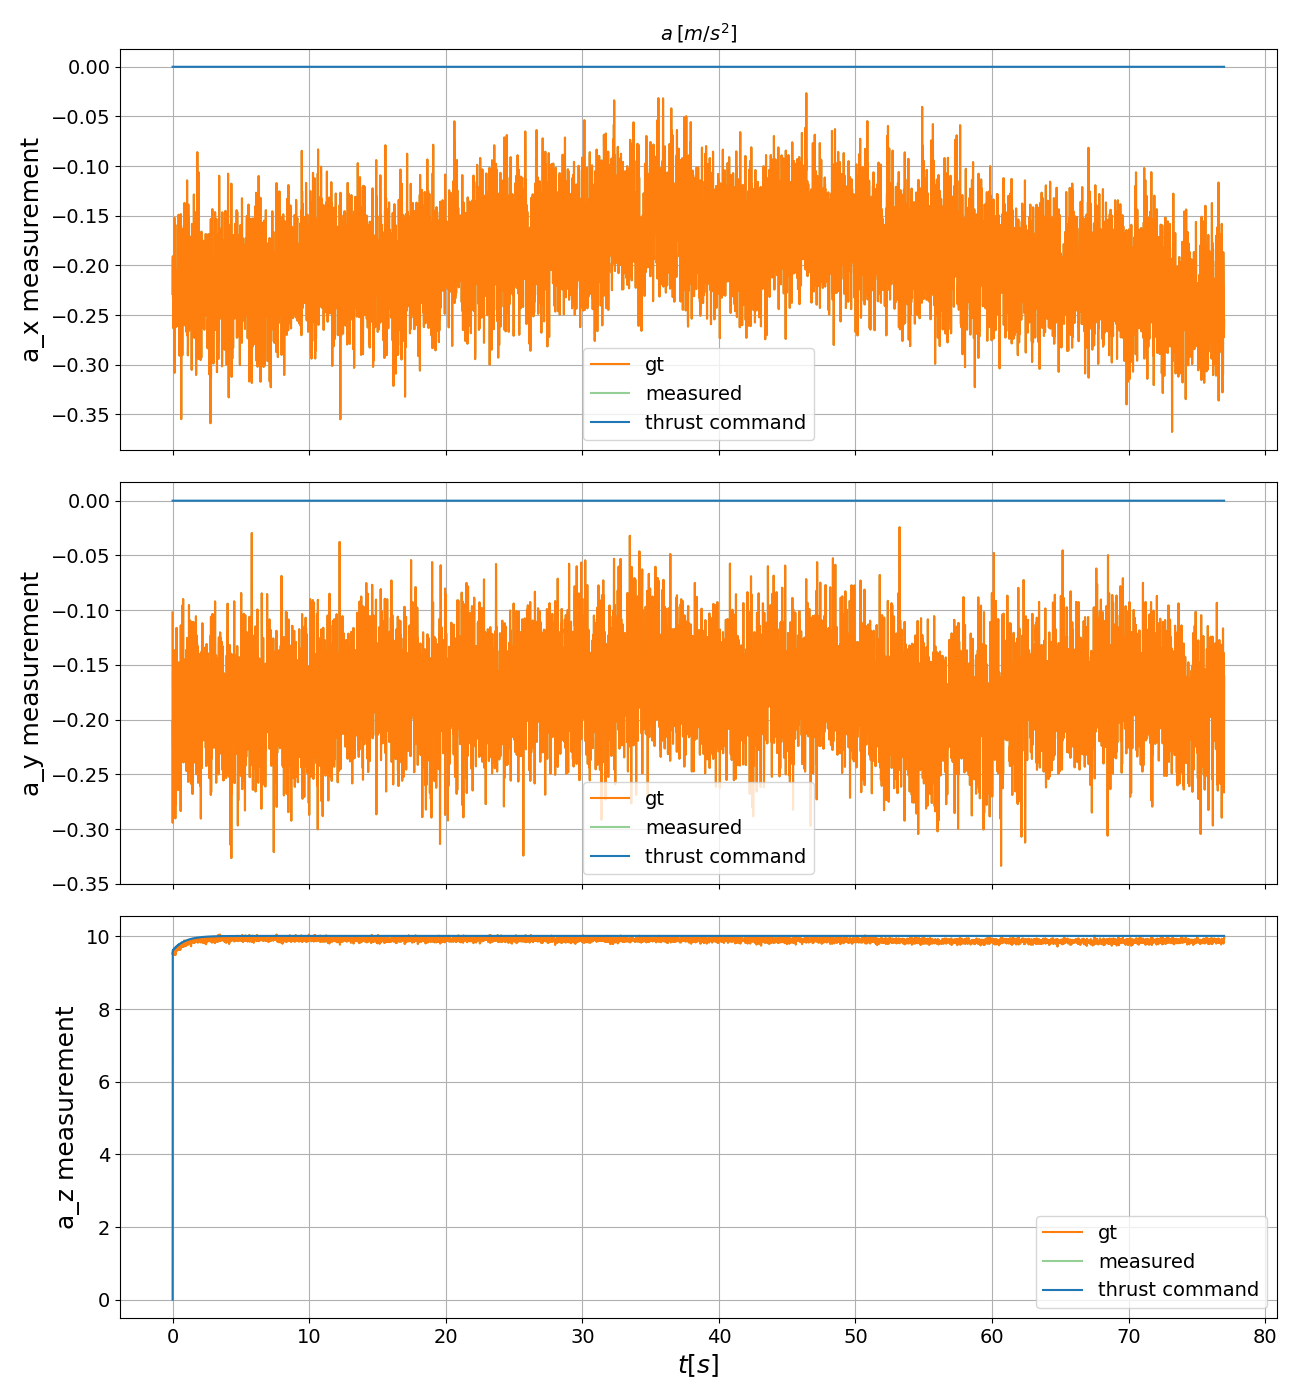 a [m/s²]
0.00
−0.05
−0.10
−0.15
−0.20
−0.25
−0.30
−0.35
a_x measurement
gt
measured
thrust command
0.00
−0.05
−0.10
−0.15
−0.20
−0.25
−0.30
−0.35
a_y measurement
gt
measured
thrust command
10
8
6
4
2
0
a_z measurement
gt
measured
thrust command
0 10 20 30 40 50 60 70 80
t[s]